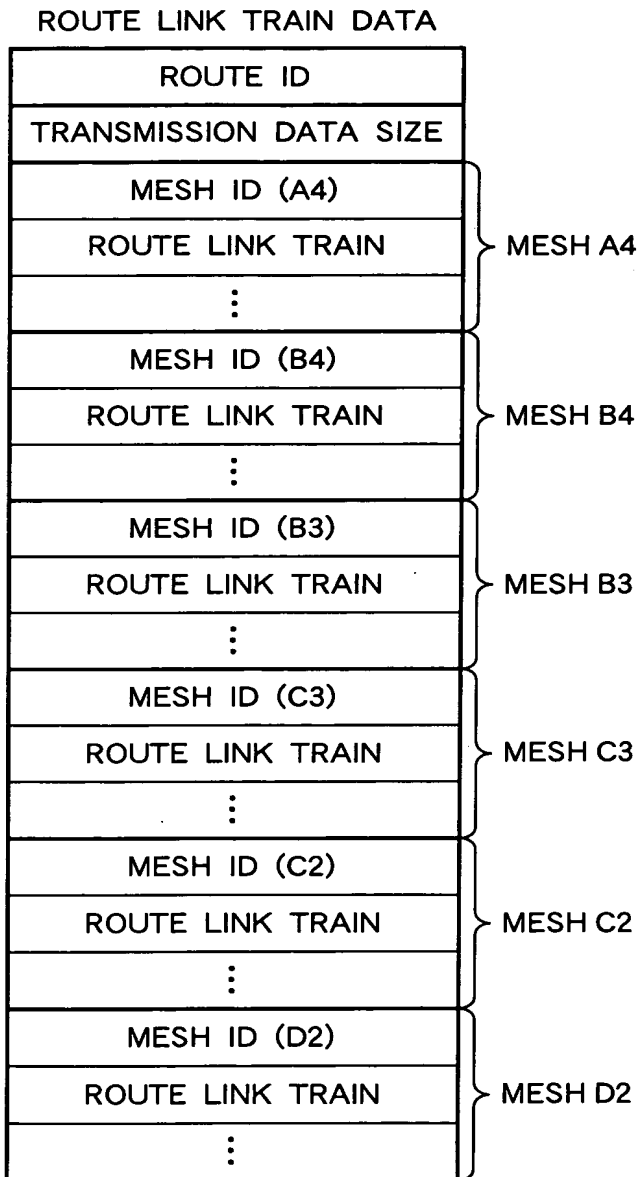 ROUTE LINK TRAIN DATA
ROUTE ID
TRANSMISSION DATA SIZE
MESH ID (A4)
ROUTE LINK TRAIN
⋮
MESH A4
MESH ID (B4)
ROUTE LINK TRAIN
⋮
MESH B4
MESH ID (B3)
ROUTE LINK TRAIN
⋮
MESH B3
MESH ID (C3)
ROUTE LINK TRAIN
⋮
MESH C3
MESH ID (C2)
ROUTE LINK TRAIN
⋮
MESH C2
MESH ID (D2)
ROUTE LINK TRAIN
⋮
MESH D2